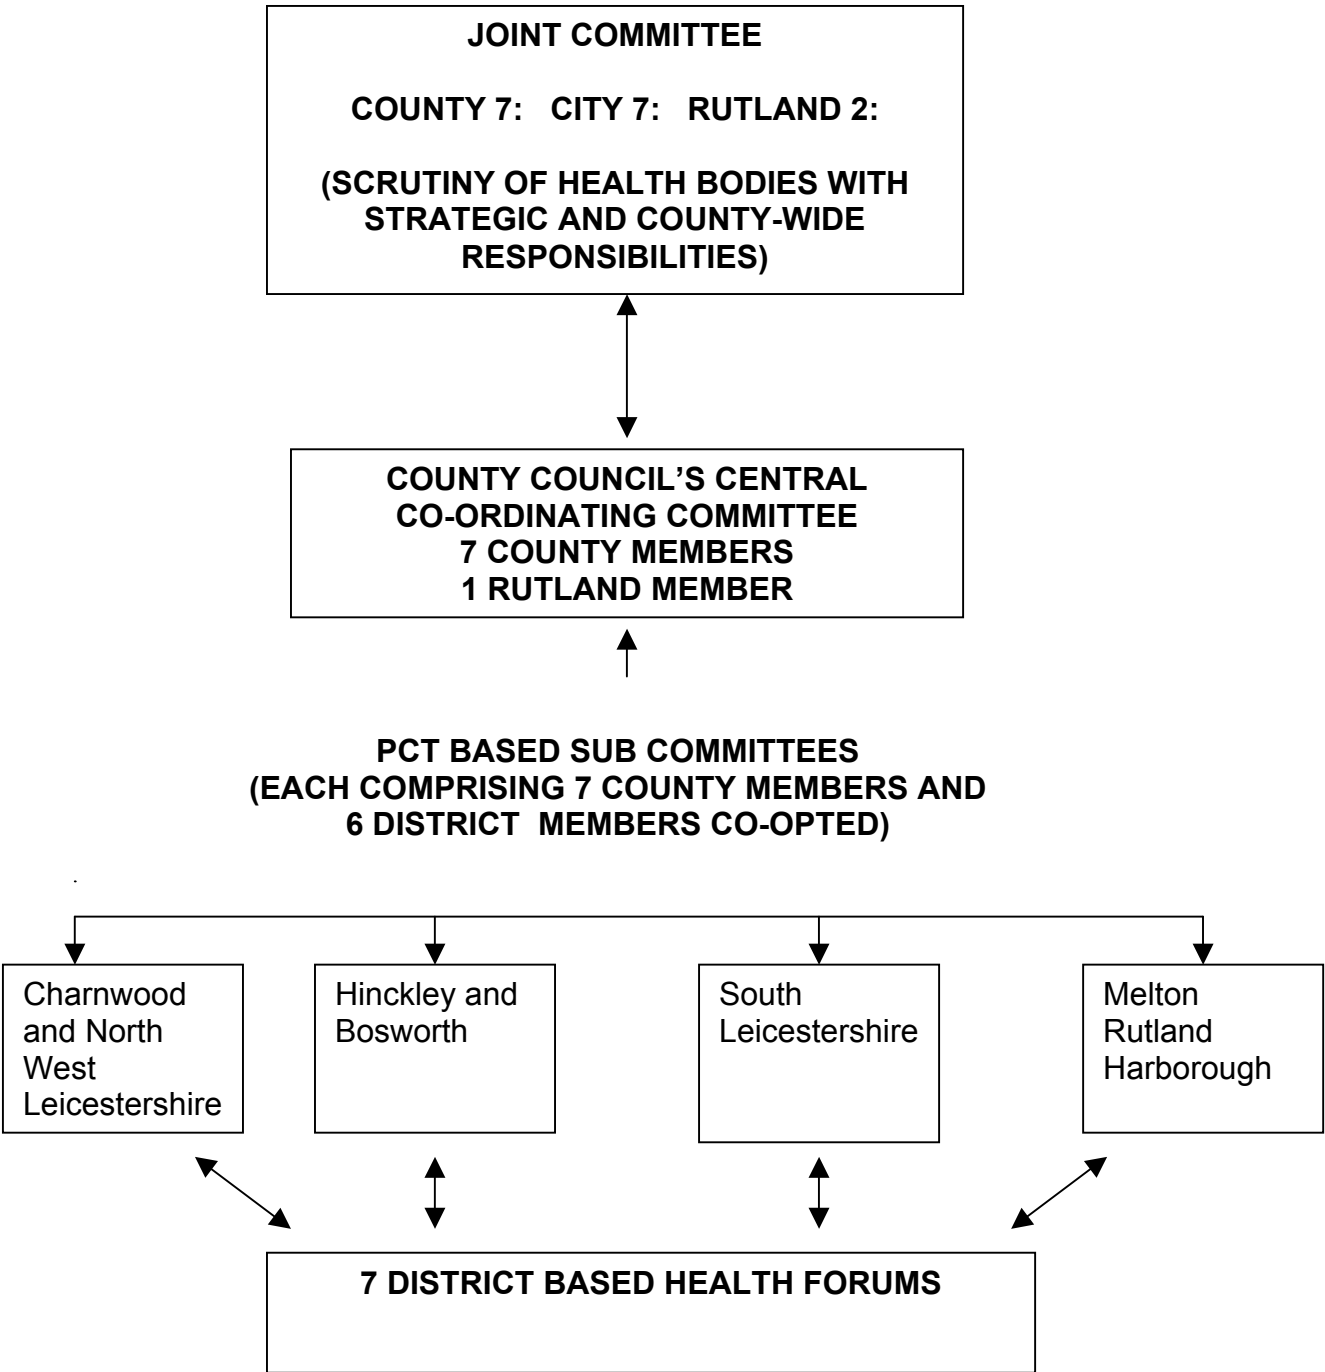 JOINT COMMITTEE
COUNTY 7: CITY 7: RUTLAND 2:
(SCRUTINY OF HEALTH BODIES WITH
STRATEGIC AND COUNTY-WIDE
RESPONSIBILITIES)
COUNTY COUNCIL’S CENTRAL
CO-ORDINATING COMMITTEE
7 COUNTY MEMBERS
1 RUTLAND MEMBER
PCT BASED SUB COMMITTEES
(EACH COMPRISING 7 COUNTY MEMBERS AND
6 DISTRICT MEMBERS CO-OPTED)
Charnwood
and North
West
Leicestershire
Hinckley and
Bosworth
South
Leicestershire
Melton
Rutland
Harborough
7 DISTRICT BASED HEALTH FORUMS